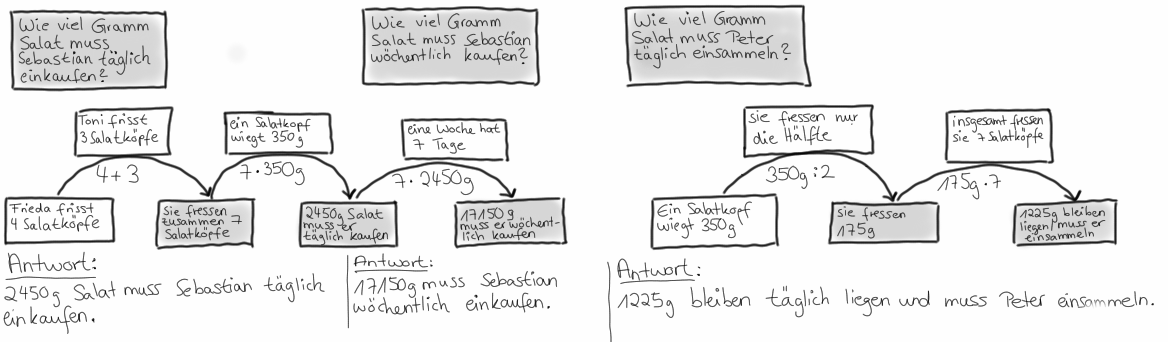 Wie viel Gramm
Salat muss
Sebastian täglich
einkaufen?
Wie viel Gramm
Salat muss Sebastian
wöchentlich kaufen?
Wie viel Gramm
Salat muss Peter
täglich einsammeln?
Toni frisst
3 Salatköpfe
ein Salatkopf
wiegt 350g
eine Woche hat
7 Tage
sie fressen nur
die Hälfte
insgesamt fressen
sie 7 Salatköpfe
4+3
7·350g
7·2450g
350g:2
175g·7
Frieda frisst
4 Salatköpfe
Sie fressen
zusammen 7
Salatköpfe
2450g Salat
muss er
täglich kaufen
17150 g
muss er wöchent-
lich kaufen
Ein Salatkopf
wiegt 350g
sie fressen
175g
1225g bleiben
liegen/muss er
einsammeln
Antwort:
2450g Salat muss Sebastian täglich
einkaufen.
Antwort:
17150g muss Sebastian
wöchentlich einkaufen.
Antwort:
1225g bleiben täglich liegen und muss Peter einsammeln.